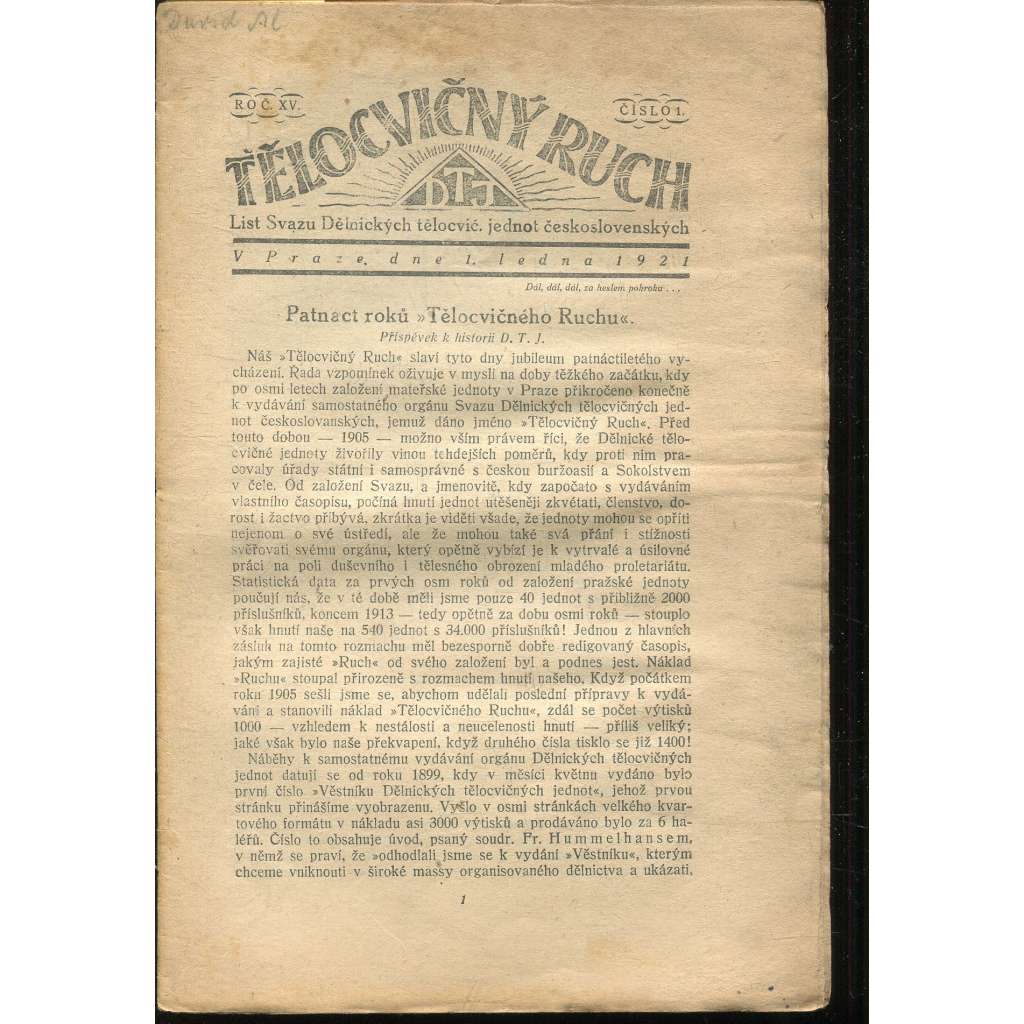 David Al
ROČ. XV.
ČÍSLO 1.
TĚLOCVIČNÝ RUCH
DTJ
List Svazu Dělnických tělocvič. jednot československých
V Praze, dne 1. ledna 1921
Dál, dál, dál, za heslem pokroku . . .
Patnáct roků »Tělocvičného Ruchu«.
Příspěvek k historii D. T. J.
Náš »Tělocvičný Ruch« slaví tyto dny jubileum patnáctiletého vy-
cházení. Řada vzpomínek oživuje v mysli na doby těžkého začátku, kdy
po osmi letech založení mateřské jednoty v Praze přikročeno konečně
k vydávání samostatného orgánu Svazu Dělnických tělocvičných jed-
not českoslovanských, jemuž dáno jméno »Tělocvičný Ruch«. Před
touto dobou — 1905 — možno vším právem říci, že Dělnické tělo-
cvičné jednoty živořily vinou tehdejších poměrů, kdy proti nim pra-
covaly úřady státní i samosprávné s českou buržoasií a Sokolstvem
v čele. Od založení Svazu, a jmenovitě, kdy započato s vydáváním
vlastního časopisu, počíná hnutí jednot utěšeněji zkvétati, členstvo, do-
rost i žactvo přibývá, zkrátka je viděti všade, že jednoty mohou se opříti
nejenom o své ústředí, ale že mohou také svá přání i stížnosti
svěřovati svému orgánu, který opětně vybízí je k vytrvalé a úsilovné
práci na poli duševního i tělesného obrození mladého proletariátu.
Statistická data za prvých osm roků od založení pražské jednoty
poučují nás, že v té době měli jsme pouze 40 jednot s přibližně 2000
příslušníků, koncem 1913 — tedy opětně za dobu osmi roků — stouplo
však hnutí naše na 540 jednot s 34.000 příslušníků! Jednou z hlavních
zásluh na tomto rozmachu měl bezesporně dobře redigovaný časopis,
jakým zajisté »Ruch« od svého založení byl a podnes jest. Náklad
»Ruchu« stoupal přirozeně s rozmachem hnutí našeho. Když počátkem
roku 1905 sešli jsme se, abychom udělali poslední přípravy k vydá-
vání a stanovili náklad »Tělocvičného Ruchu«, zdál se počet výtisků
1000 — vzhledem k nestálosti a neucelenosti hnutí — příliš veliký;
jaké však bylo naše překvapení, když druhého čísla tisklo se již 1400!
Náběhy k samostatnému vydávání orgánu Dělnických tělocvičných
jednot datují se od roku 1899, kdy v měsíci květnu vydáno bylo
první číslo »Věstníku Dělnických tělocvičných jednot«, jehož prvou
stránku přinášíme vyobrazenu. Vyšlo v osmi stránkách velkého kvar-
tového formátu v nákladu asi 3000 výtisků a prodáváno bylo za 6 ha-
léřů. Číslo to obsahuje úvod, psaný soudr. Fr. Hummelhansem,
v němž se praví, že »odhodlali jsme se k vydání »Věstníku«, kterým
chceme vniknouti v široké massy organisovaného dělnictva a ukázati,
1